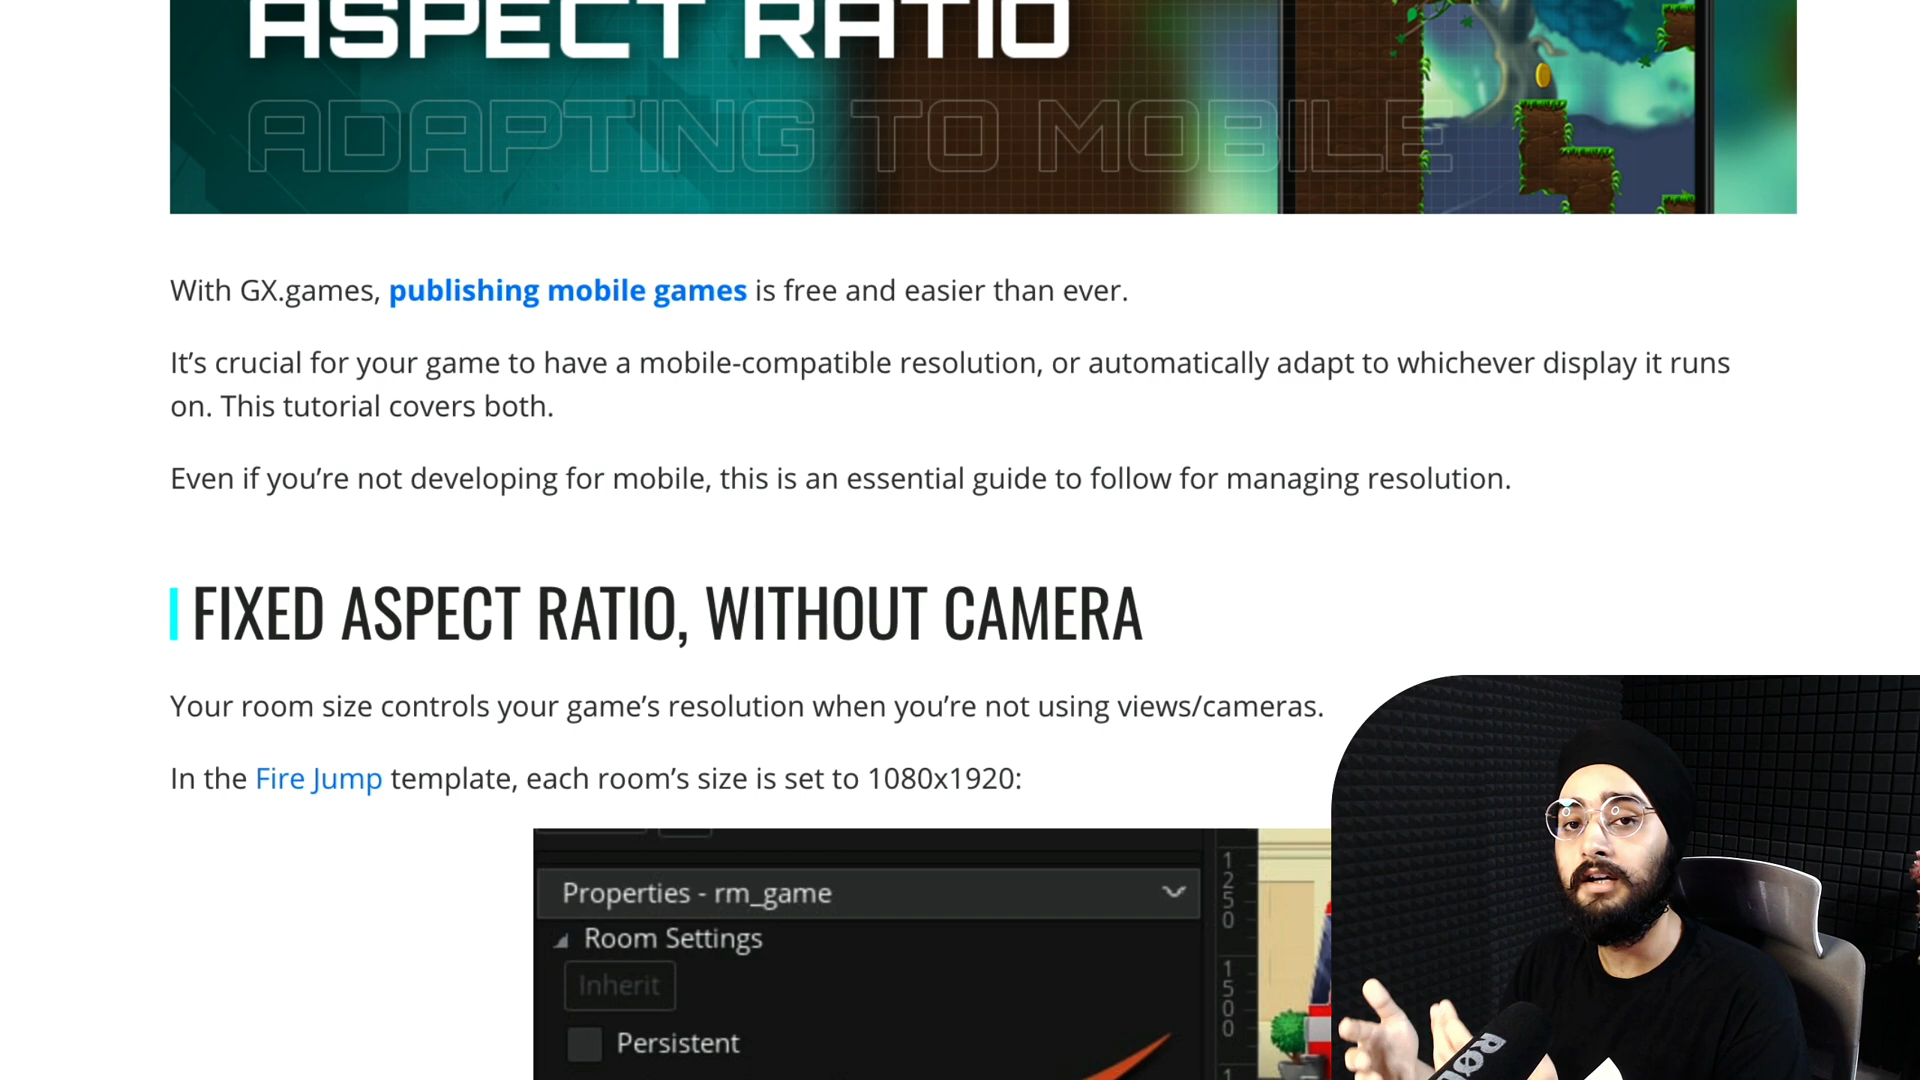 ASPECT RATIO
ADAPTING TO MOBILE
With GX.games, publishing mobile games is free and easier than ever.
It’s crucial for your game to have a mobile-compatible resolution, or automatically adapt to whichever display it runs
on. This tutorial covers both.
Even if you’re not developing for mobile, this is an essential guide to follow for managing resolution.
FIXED ASPECT RATIO, WITHOUT CAMERA
Your room size controls your game’s resolution when you’re not using views/cameras.
In the Fire Jump template, each room’s size is set to 1080x1920:
Properties - rm_game
Room Settings
Inherit
Persistent
1250
1500